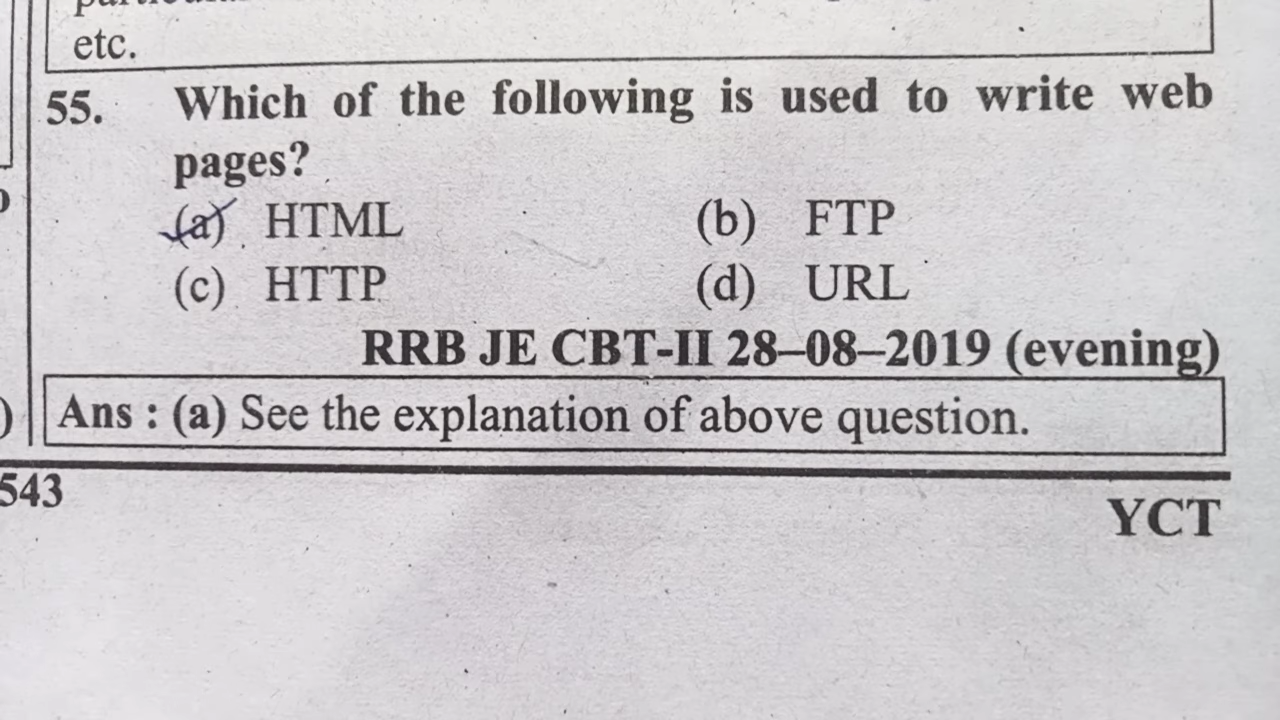 etc.
55. Which of the following is used to write web
pages?
(a) HTML (b) FTP
(c) HTTP (d) URL
RRB JE CBT-II 28–08–2019 (evening)
Ans : (a) See the explanation of above question.
543
YCT